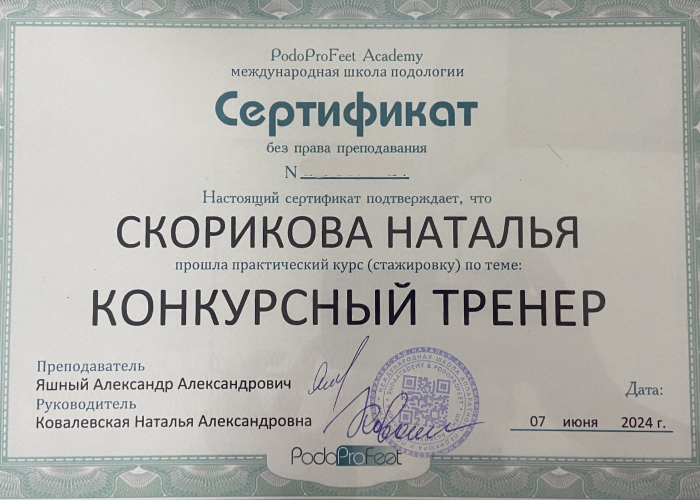 PodoProFeet Academy
международная школа подологии
Сертификат
без права преподавания
N
Настоящий сертификат подтверждает, что
СКОРИКОВА НАТАЛЬЯ
прошла практический курс (стажировку) по теме:
КОНКУРСНЫЙ ТРЕНЕР
Преподаватель
Яшный Александр Александрович
Руководитель
Ковалевская Наталья Александровна
Дата:
07 июня 2024 г.
PodoProFeet